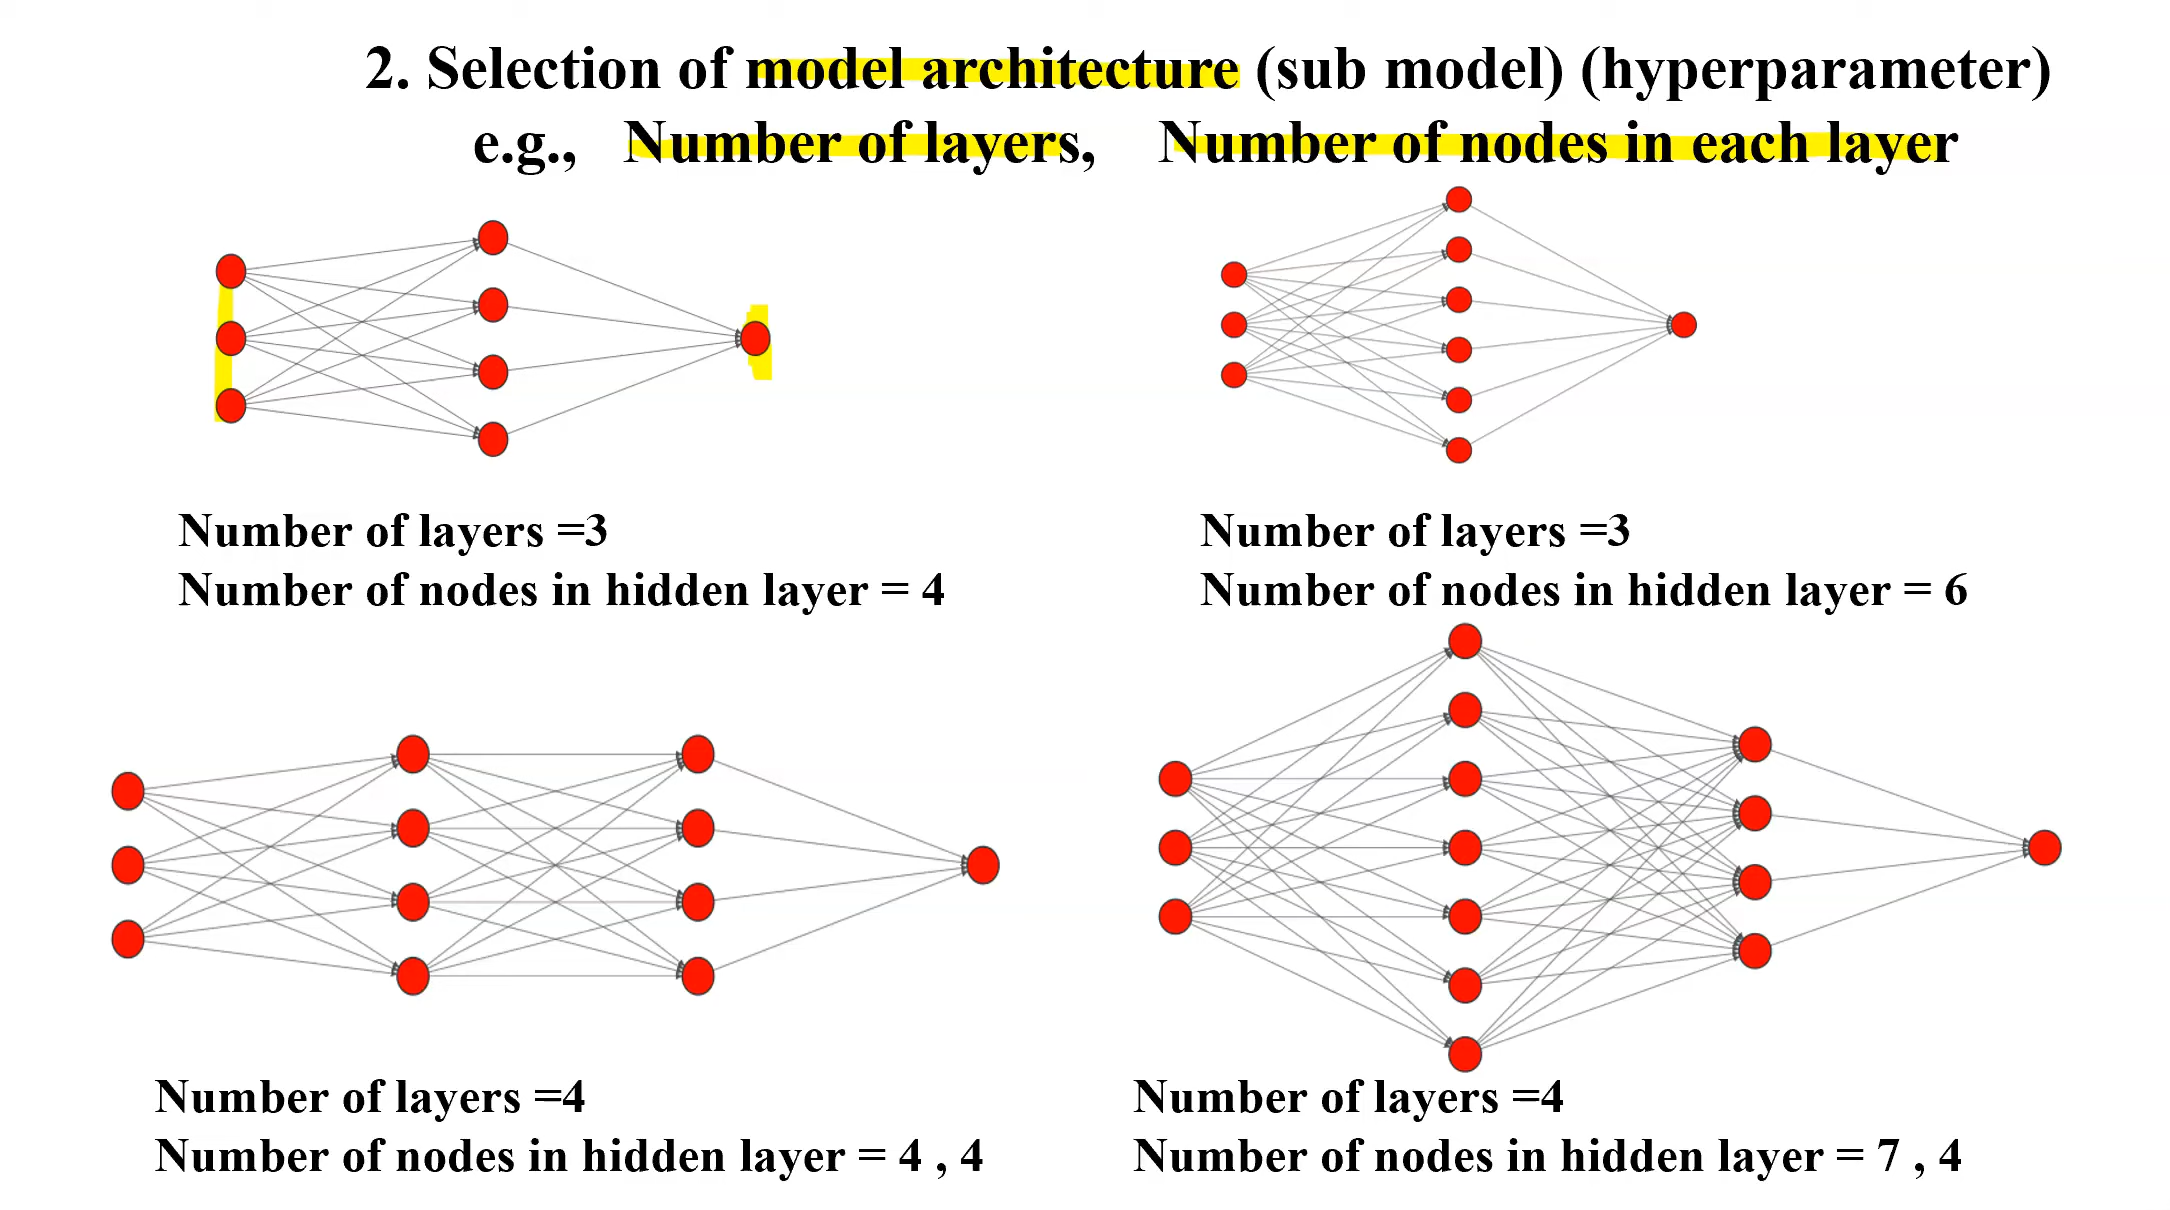 2. Selection of model architecture (sub model) (hyperparameter)
e.g., Number of layers, Number of nodes in each layer
Number of layers =3
Number of nodes in hidden layer = 4
Number of layers =3
Number of nodes in hidden layer = 6
Number of layers =4
Number of nodes in hidden layer = 4 , 4
Number of layers =4
Number of nodes in hidden layer = 7 , 4